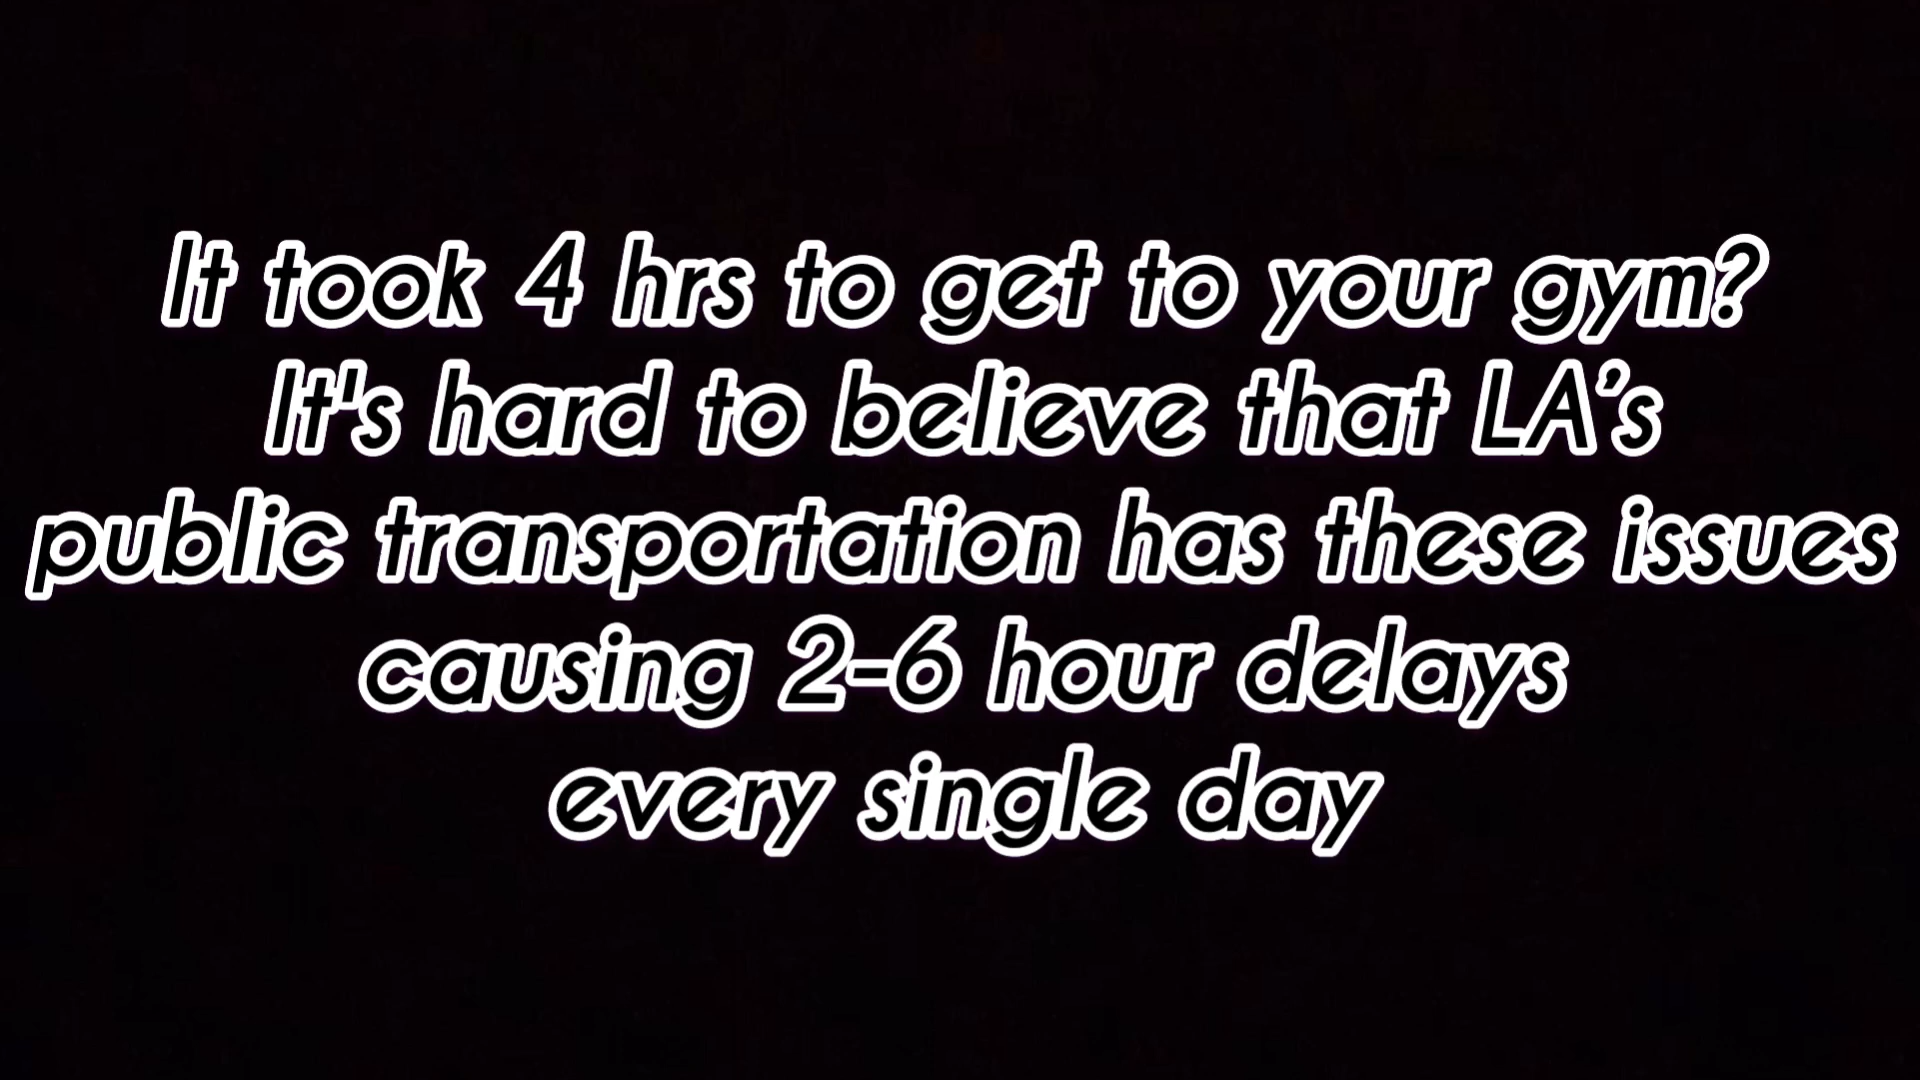 It took 4 hrs to get to your gym?
It's hard to believe that LA’s
public transportation has these issues
causing 2-6 hour delays
every single day